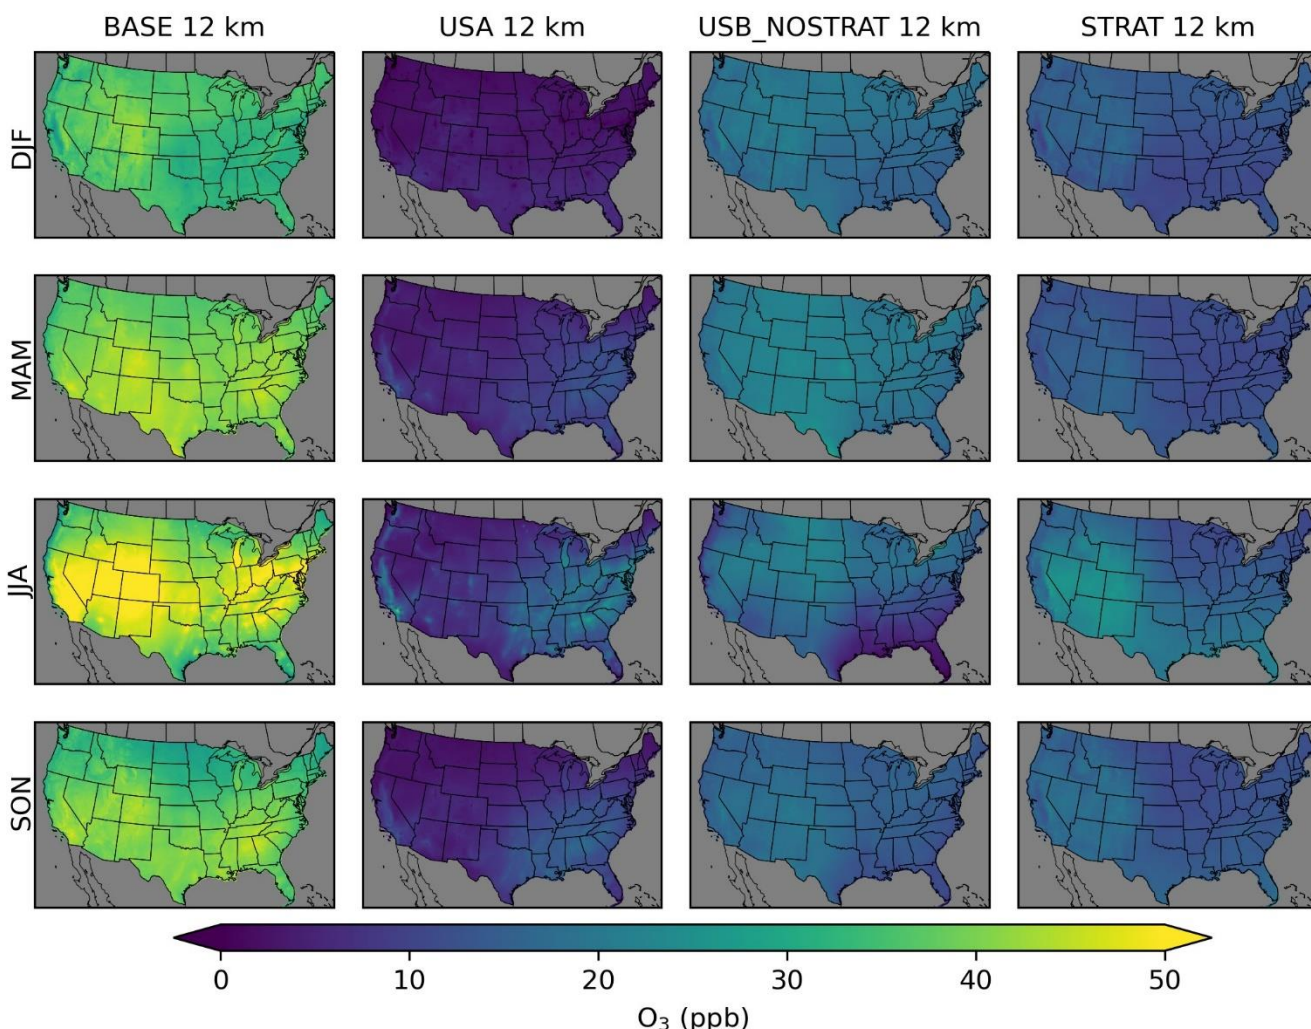 BASE 12 km USA 12 km USB_NOSTRAT 12 km STRAT 12 km
DJF
MAM
JJA
SON
0 10 20 30 40 50
O₃ (ppb)